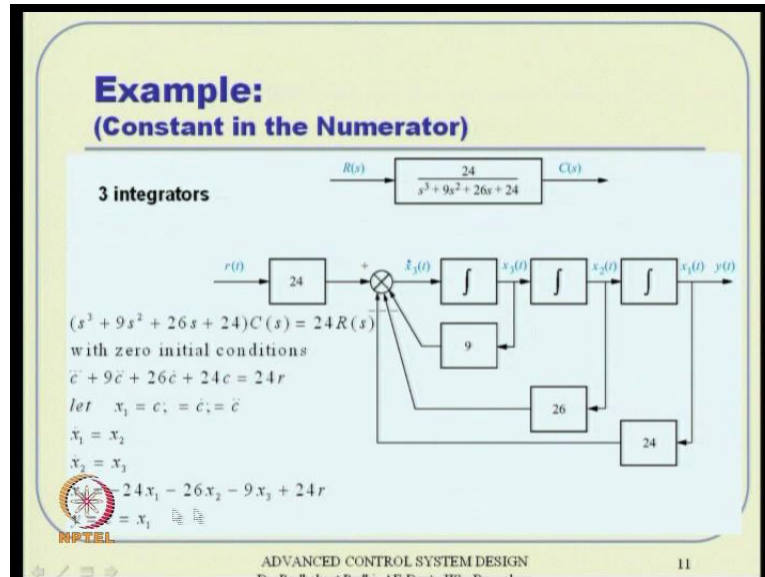 Example:
(Constant in the Numerator)
3 integrators
R(s)
24
s³ + 9s² + 26s + 24
C(s)
r(t)
24
+
ẋ₃(t)
∫
x₃(t)
∫
x₂(t)
∫
x₁(t) y(t)
9
26
24
(s³ + 9s² + 26s + 24)C(s) = 24R(s)
with zero initial conditions
c⃛ + 9c̈ + 26ċ + 24c = 24r
let x₁ = c; = ċ; = c̈
ẋ₁ = x₂
ẋ₂ = x₃
-24x₁ - 26x₂ - 9x₃ + 24r
= x₁
NPTEL
ADVANCED CONTROL SYSTEM DESIGN
11